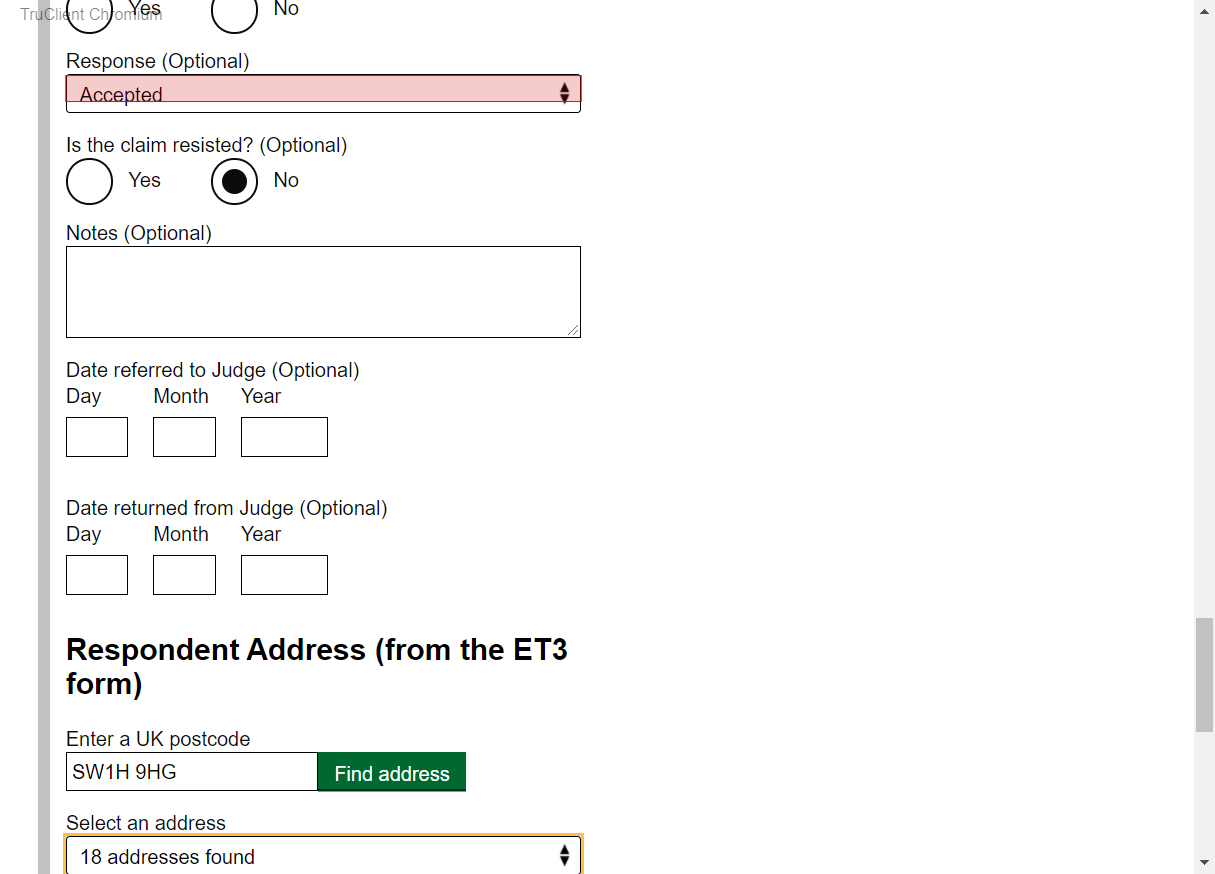 TruClient Chromium
Yes No
Response (Optional)
Accepted
Is the claim resisted? (Optional)
Yes No
Notes (Optional)
Date referred to Judge (Optional)
Day Month Year
Date returned from Judge (Optional)
Day Month Year
Respondent Address (from the ET3
form)
Enter a UK postcode
SW1H 9HG Find address
Select an address
18 addresses found